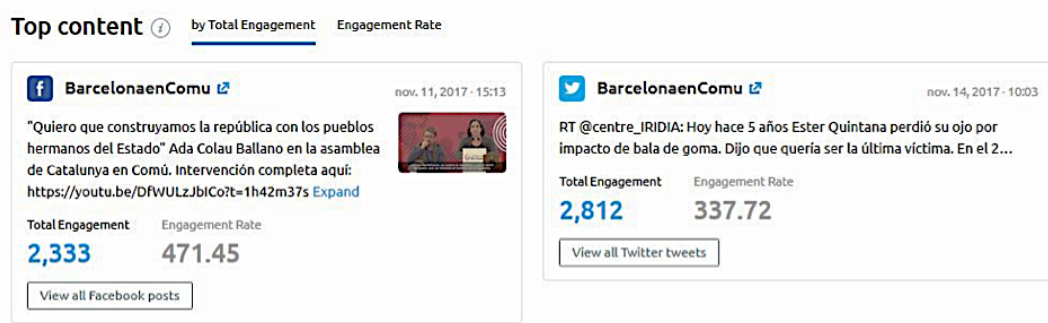 Top content i by Total Engagement Engagement Rate
BarcelonaenComu
nov. 11, 2017 - 15:13
"Quiero que construyamos la república con los pueblos
hermanos del Estado" Ada Colau Ballano en la asamblea
de Catalunya en Comú. Intervención completa aquí:
https://youtu.be/DfWULzJbICo?t=1h42m37s Expand
Total Engagement Engagement Rate
2,333 471.45
View all Facebook posts
BarcelonaenComu
nov. 14, 2017 - 10:03
RT @centre_IRIDIA: Hoy hace 5 años Ester Quintana perdió su ojo por
impacto de bala de goma. Dijo que quería ser la última víctima. En el 2...
Total Engagement Engagement Rate
2,812 337.72
View all Twitter tweets